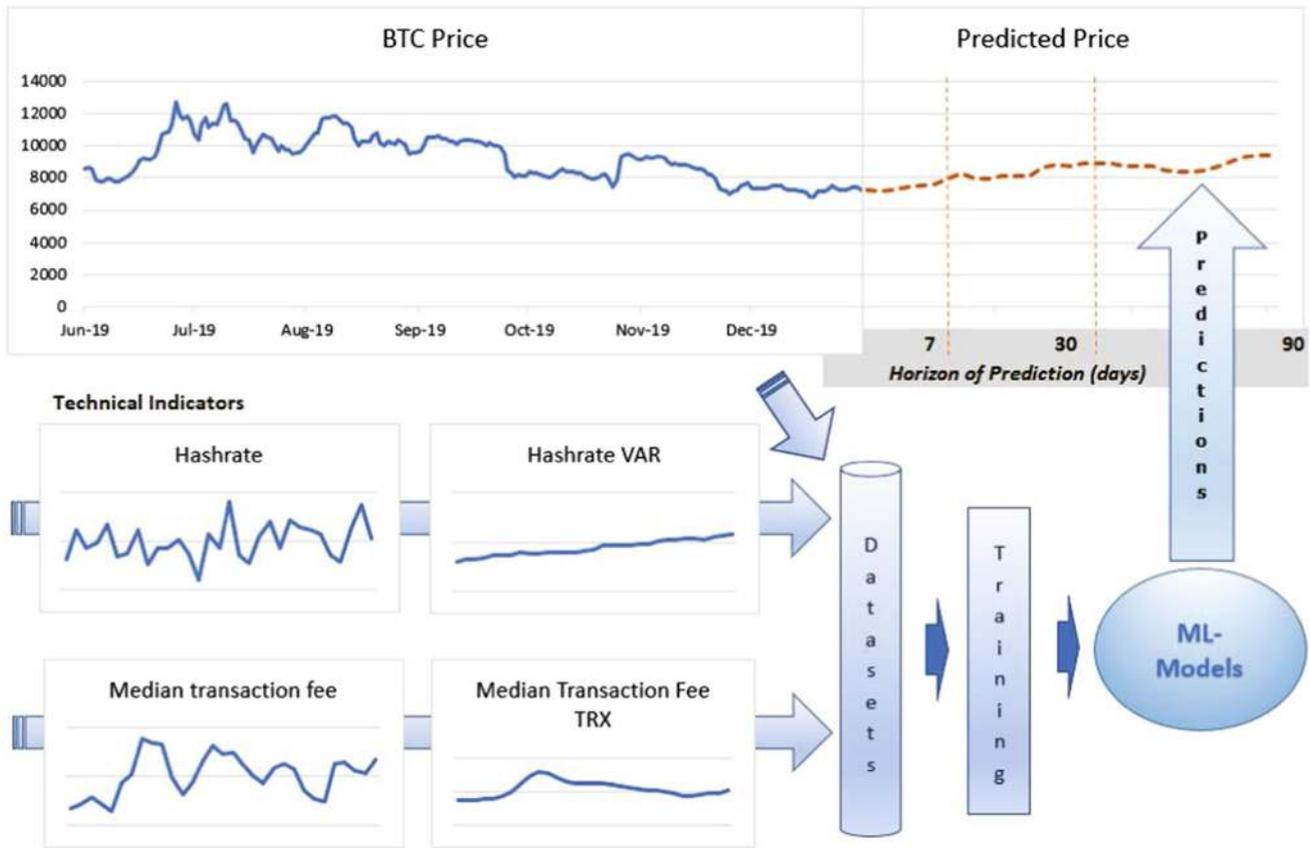 BTC Price
Predicted Price
14000
12000
10000
8000
6000
4000
2000
0
Jun-19 Jul-19 Aug-19 Sep-19 Oct-19 Nov-19 Dec-19
7 30 90
Horizon of Prediction (days)
Predictions
Technical Indicators
Hashrate
Hashrate VAR
Median transaction fee
Median Transaction Fee
TRX
Datasets
Training
ML-
Models